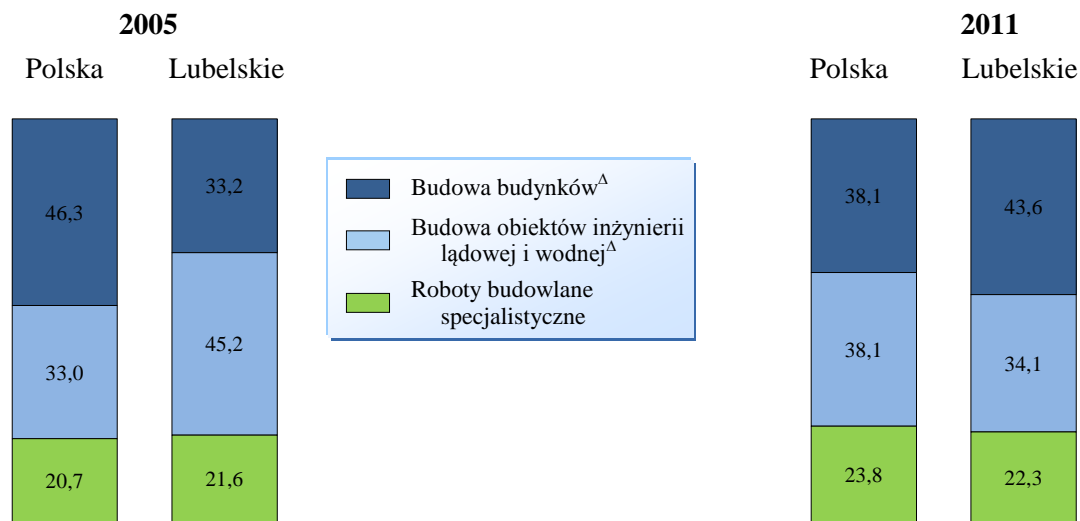 2005
2011
Polska
Lubelskie
Polska
Lubelskie
46,3
33,0
20,7
33,2
45,2
21,6
Budowa budynków^Δ
Budowa obiektów inżynierii
lądowej i wodnej^Δ
Roboty budowlane
specjalistyczne
38,1
38,1
23,8
43,6
34,1
22,3